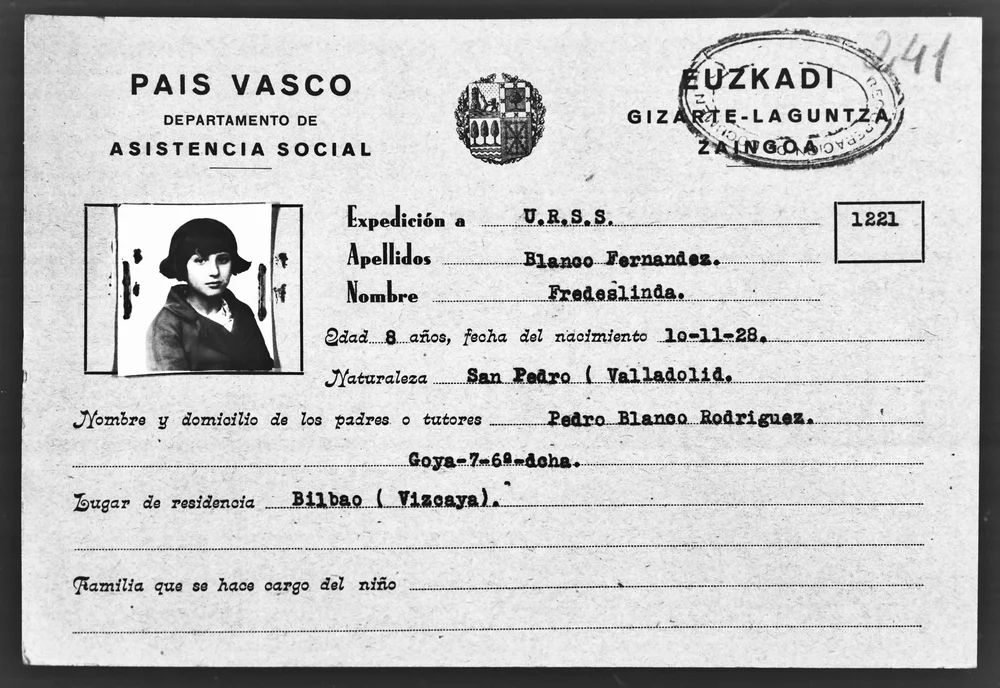 PAIS VASCO
DEPARTAMENTO DE
ASISTENCIA SOCIAL
EUZKADI
GIZARTE-LAGUNTZA
ZAINGOA
241
Expedición a U.R.S.S.
1221
Apellidos Blanco Fernandez.
Nombre Fredeslinda.
Edad 8 años, fecha del nacimiento 10-11-28.
Naturaleza San Pedro ( Valladolid.
Nombre y domicilio de los padres o tutores Pedro Blanco Rodriguez.
Goya-7-6º-dcha.
Lugar de residencia Bilbao ( Vizcaya).
Familia que se hace cargo del niño